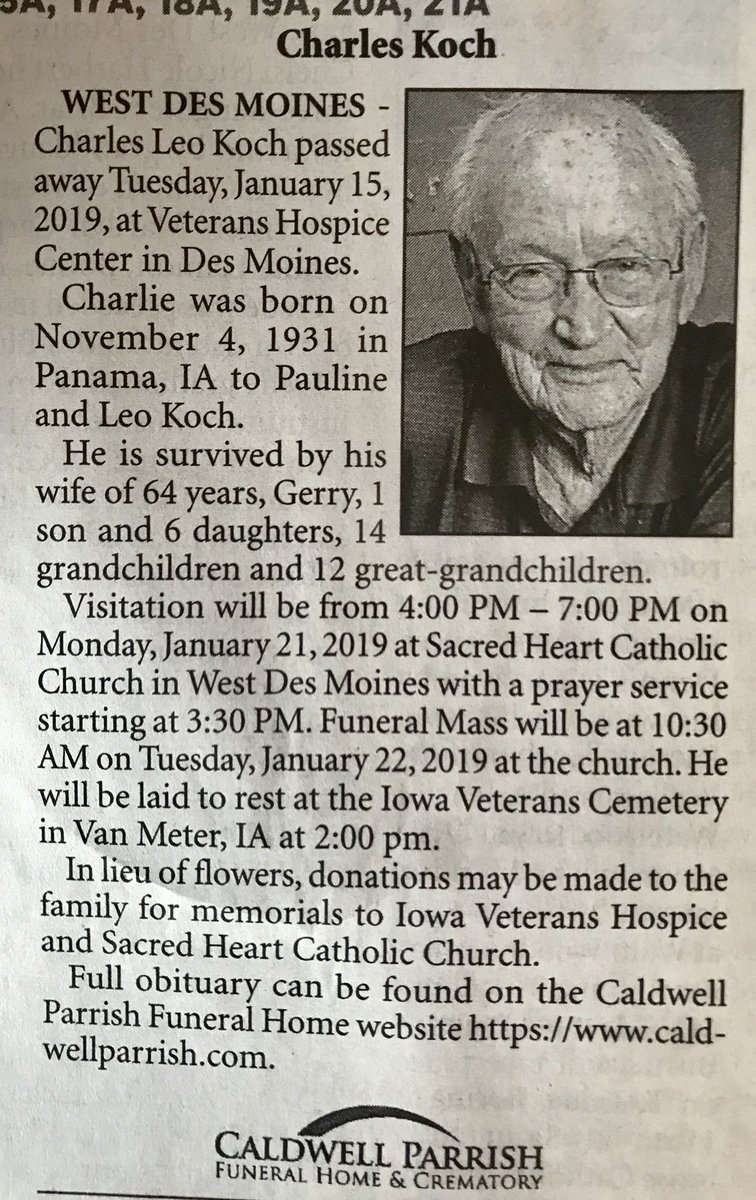 5A, 17A, 18A, 19A, 20A, 21A
Charles Koch
WEST DES MOINES -
Charles Leo Koch passed
away Tuesday, January 15,
2019, at Veterans Hospice
Center in Des Moines.
Charlie was born on
November 4, 1931 in
Panama, IA to Pauline
and Leo Koch.
He is survived by his
wife of 64 years, Gerry, 1
son and 6 daughters, 14
grandchildren and 12 great-grandchildren.
Visitation will be from 4:00 PM – 7:00 PM on
Monday, January 21, 2019 at Sacred Heart Catholic
Church in West Des Moines with a prayer service
starting at 3:30 PM. Funeral Mass will be at 10:30
AM on Tuesday, January 22, 2019 at the church. He
will be laid to rest at the Iowa Veterans Cemetery
in Van Meter, IA at 2:00 pm.
In lieu of flowers, donations may be made to the
family for memorials to Iowa Veterans Hospice
and Sacred Heart Catholic Church.
Full obituary can be found on the Caldwell
Parrish Funeral Home website https://www.cald-
wellparrish.com.
CALDWELL PARRISH
FUNERAL HOME & CREMATORY